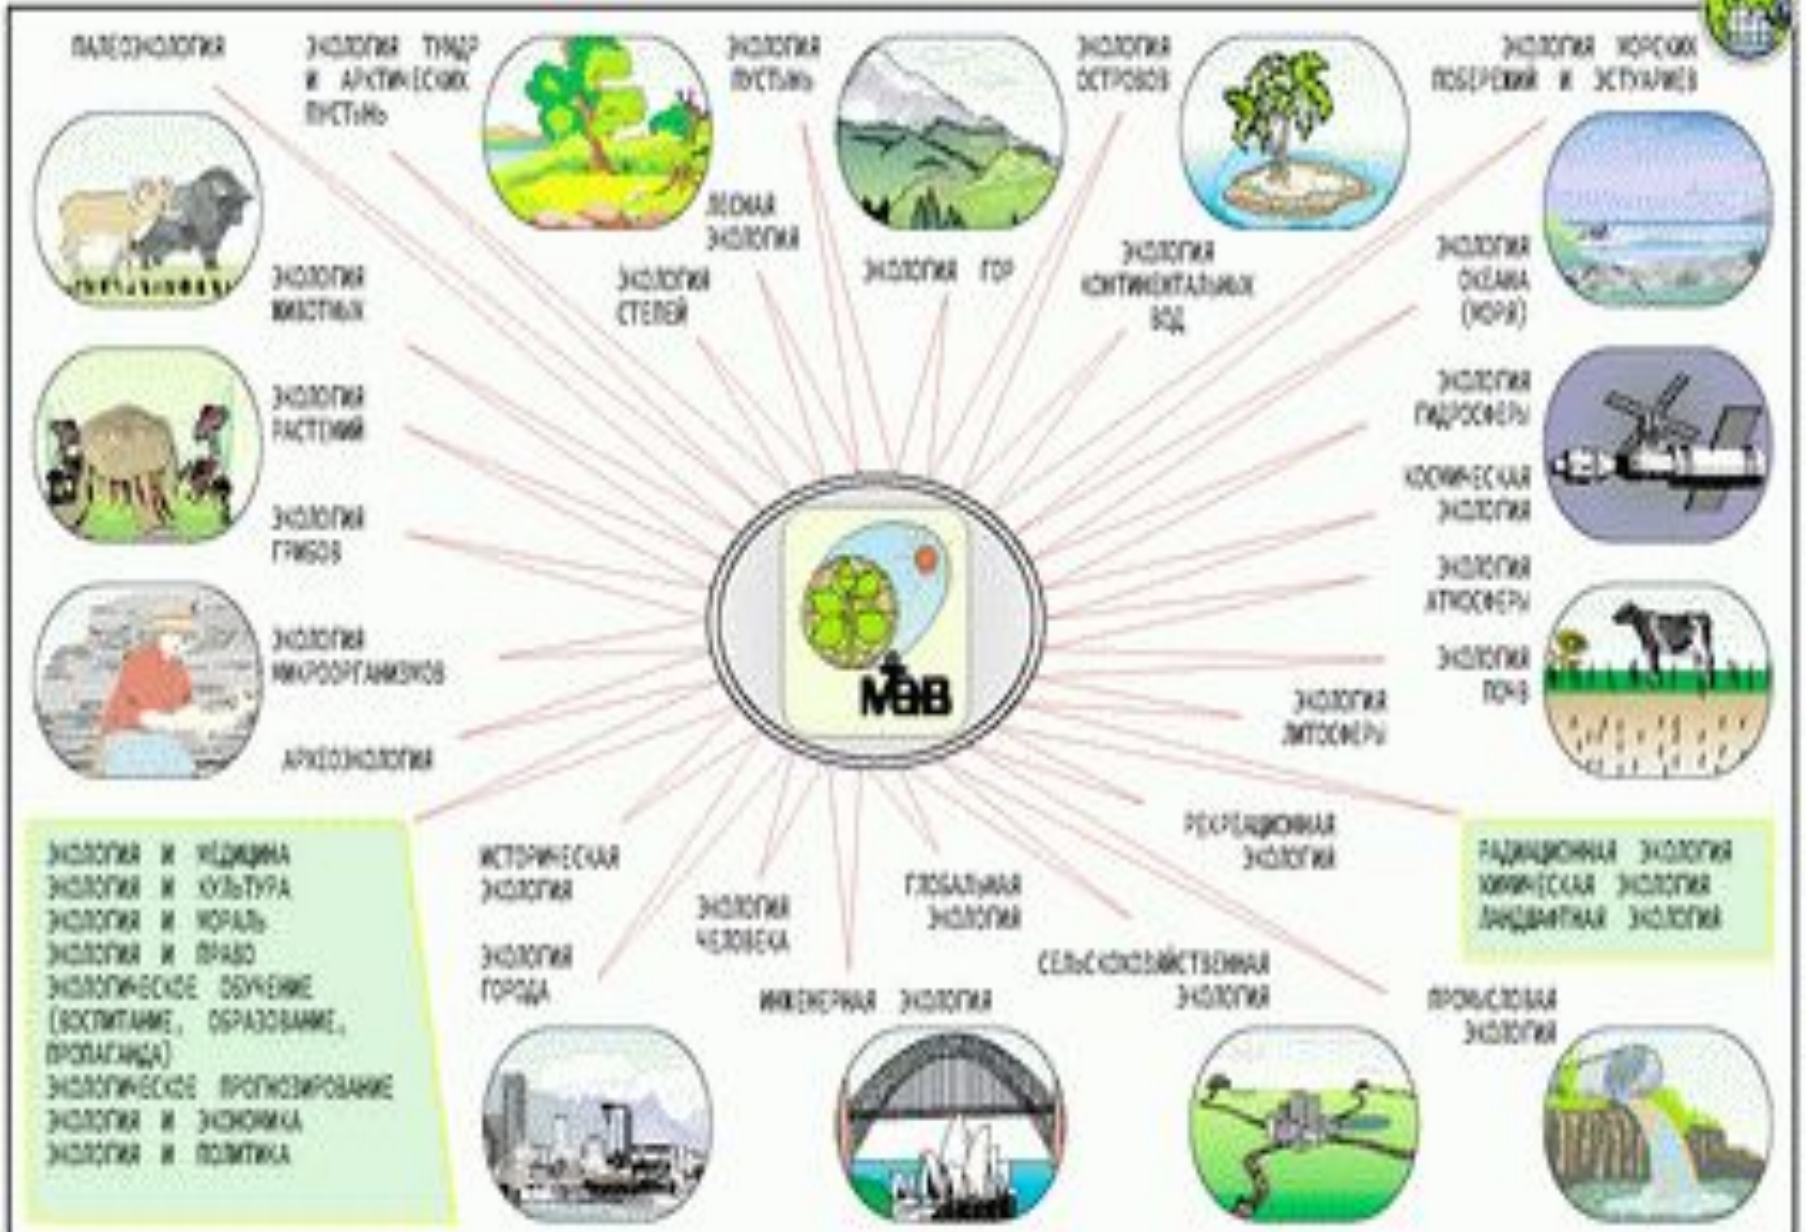 ПАЛЕОЭКОЛОГИЯ
ЭКОЛОГИЯ ТУНДР
И АРКТИЧЕСКИХ
ПУСТЫНЬ
ЭКОЛОГИЯ
ПУСТЫНЬ
ЭКОЛОГИЯ
ОСТРОВОВ
ЭКОЛОГИЯ МОРСКИХ
ПОБЕРЕЖИЙ И ЭСТУАРИЕВ
ЛЕСНАЯ
ЭКОЛОГИЯ
ЭКОЛОГИЯ
СТЕПЕЙ
ЭКОЛОГИЯ ГОР
ЭКОЛОГИЯ
КОНТИНЕНТАЛЬНЫХ
ВОД
ЭКОЛОГИЯ
ОКЕАНА
(МОРЯ)
ЭКОЛОГИЯ
ЖИВОТНЫХ
ЭКОЛОГИЯ
РАСТЕНИЙ
ЭКОЛОГИЯ
ГРИБОВ
ЭКОЛОГИЯ
МИКРООРГАНИЗМОВ
АРХЕОЭКОЛОГИЯ
ЭКОЛОГИЯ
ГИДРОСФЕРЫ
КОСМИЧЕСКАЯ
ЭКОЛОГИЯ
ЭКОЛОГИЯ
АТМОСФЕРЫ
ЭКОЛОГИЯ
ПОЧВ
ЭКОЛОГИЯ
ЛИТОСФЕРЫ
МЭВ
ЭКОЛОГИЯ И МЕДИЦИНА
ЭКОЛОГИЯ И КУЛЬТУРА
ЭКОЛОГИЯ И МОРАЛЬ
ЭКОЛОГИЯ И ПРАВО
ЭКОЛОГИЧЕСКОЕ ОБУЧЕНИЕ
(ВОСПИТАНИЕ, ОБРАЗОВАНИЕ,
ПРОПАГАНДА)
ЭКОЛОГИЧЕСКОЕ ПРОГНОЗИРОВАНИЕ
ЭКОЛОГИЯ И ЭКОНОМИКА
ЭКОЛОГИЯ И ПОЛИТИКА
ИСТОРИЧЕСКАЯ
ЭКОЛОГИЯ
ЭКОЛОГИЯ
ГОРОДА
ЭКОЛОГИЯ
ЧЕЛОВЕКА
ГЛОБАЛЬНАЯ
ЭКОЛОГИЯ
ИНЖЕНЕРНАЯ ЭКОЛОГИЯ
РЕКРЕАЦИОННАЯ
ЭКОЛОГИЯ
СЕЛЬСКОХОЗЯЙСТВЕННАЯ
ЭКОЛОГИЯ
ПРОМЫСЛОВАЯ
ЭКОЛОГИЯ
РАДИАЦИОННАЯ ЭКОЛОГИЯ
ХИМИЧЕСКАЯ ЭКОЛОГИЯ
ЛАНДШАФТНАЯ ЭКОЛОГИЯ